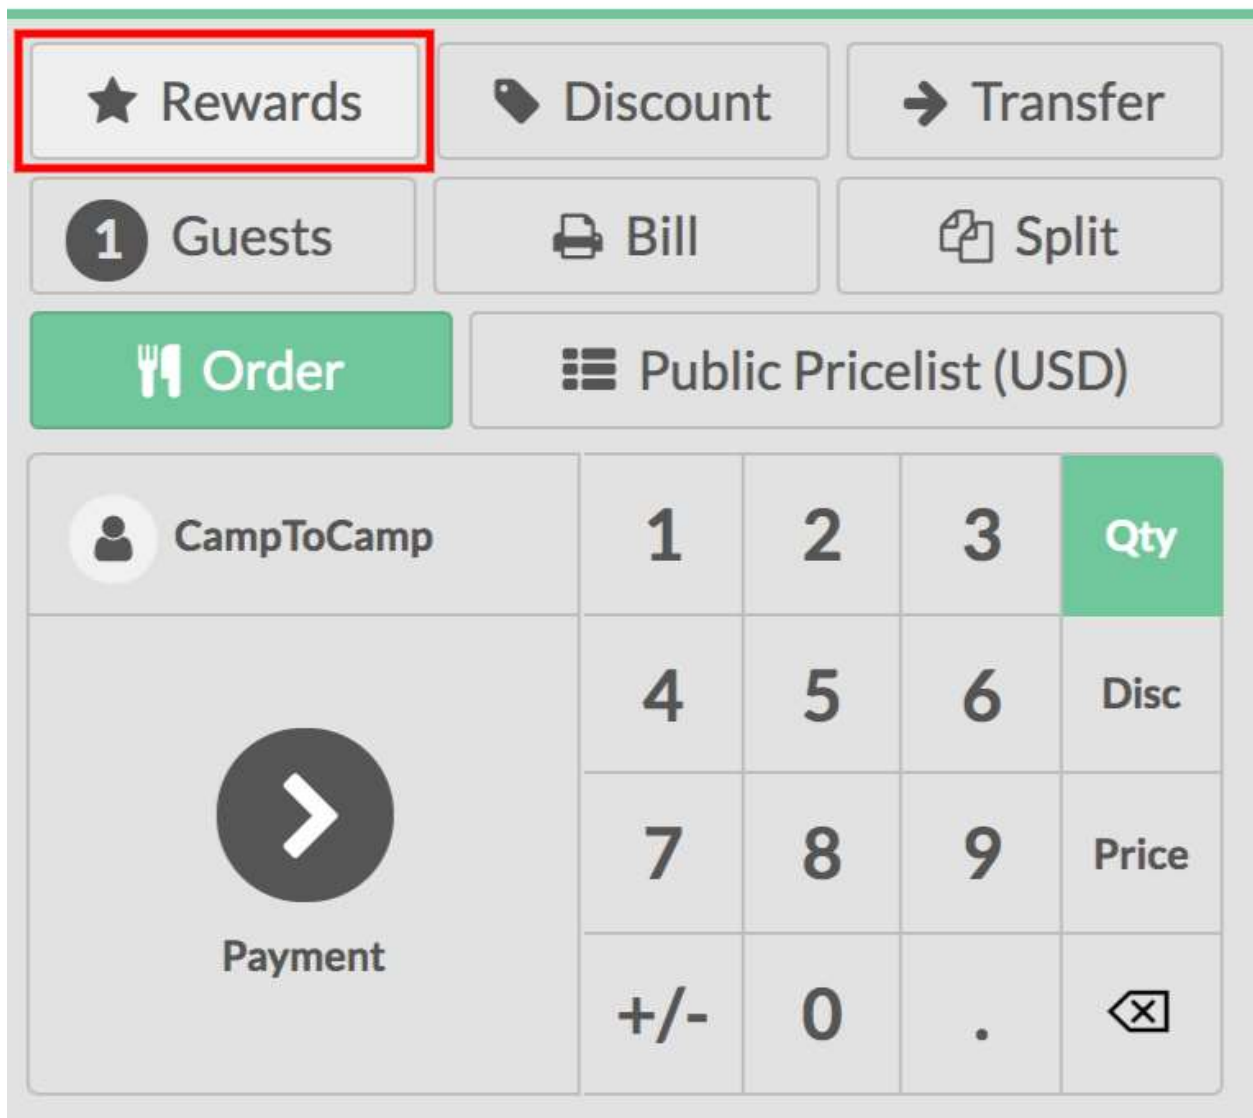 Rewards Discount Transfer
1 Guests Bill Split
Order Public Pricelist (USD)
CampToCamp 1 2 3 Qty
4 5 6 Disc
7 8 9 Price
Payment
+/- 0 .